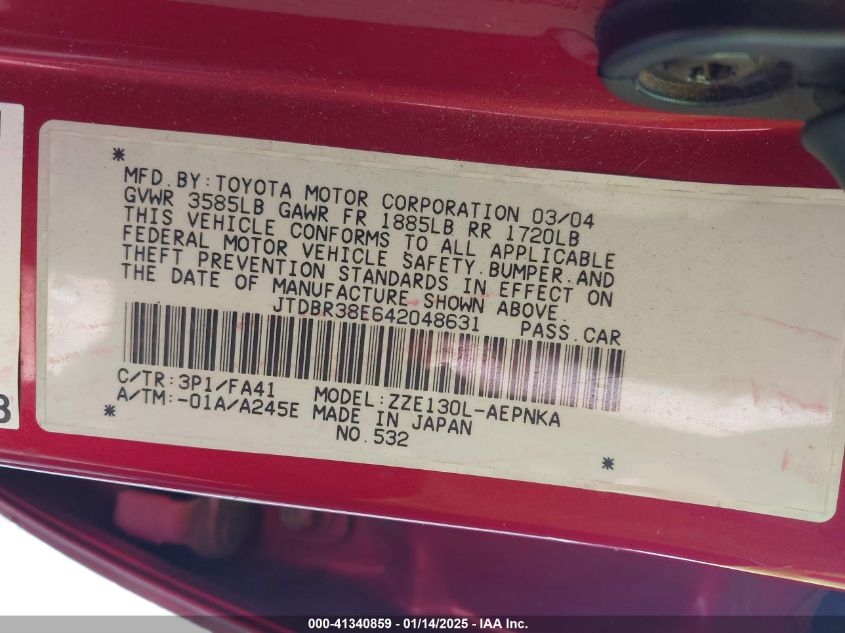 *
MFD.BY:TOYOTA MOTOR CORPORATION 03/04
GVWR 3585LB GAWR FR 1885LB RR 1720LB
THIS VEHICLE CONFORMS TO ALL APPLICABLE
FEDERAL MOTOR VEHICLE SAFETY,BUMPER,AND
THEFT PREVENTION STANDARDS IN EFFECT ON
THE DATE OF MANUFACTURE SHOWN ABOVE.
JTDBR38E642048631 PASS.CAR
C/TR:3P1/FA41 MODEL:ZZE130L-AEPNKA
A/TM:-01A/A245E MADE IN JAPAN
* NO.532 *
8
000-41340859 - 01/14/2025 - IAA Inc.